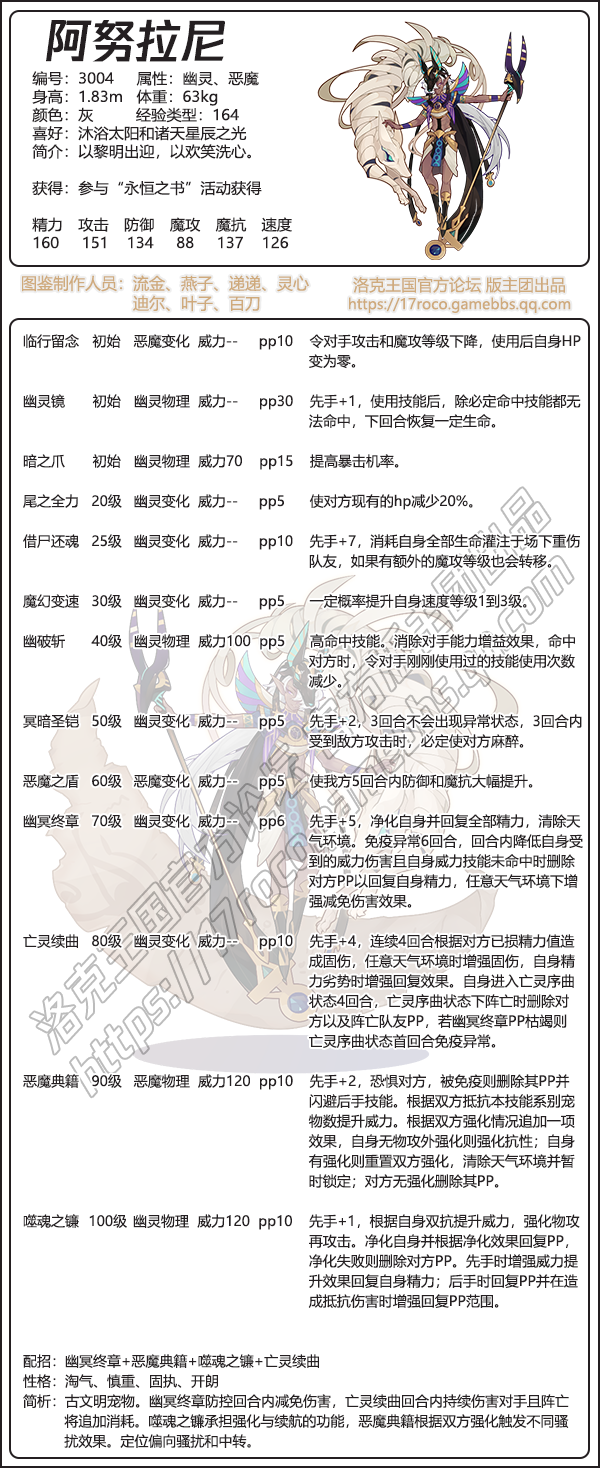 阿努拉尼
编号：3004 属性：幽灵、恶魔
身高：1.83m 体重：63kg
颜色：灰 经验类型：164
喜好：沐浴太阳和诸天星辰之光
简介：以黎明出迎，以欢笑洗心。
获得：参与“永恒之书”活动获得
精力 攻击 防御 魔攻 魔抗 速度
160 151 134 88 137 126
图鉴制作人员：流金、燕子、递递、灵心
迪尔、叶子、百刀
洛克王国官方论坛 版主团出品
https://17roco.gamebbs.qq.com
临行留念 初始 恶魔变化 威力-- pp10 令对手攻击和魔攻等级下降，使用后自身HP
变为零。
幽灵镜 初始 幽灵物理 威力-- pp30 先手+1，使用技能后，除必定命中技能都无
法命中，下回合恢复一定生命。
暗之爪 初始 幽灵物理 威力70 pp15 提高暴击机率。
尾之全力 20级 幽灵变化 威力-- pp5 使对方现有的hp减少20%。
借尸还魂 25级 幽灵变化 威力-- pp10 先手+7，消耗自身全部生命灌注于场下重伤
队友，如果有额外的魔攻等级也会转移。
魔幻变速 30级 幽灵变化 威力-- pp5 一定概率提升自身速度等级1到3级。
幽破斩 40级 幽灵物理 威力100 pp5 高命中技能。消除对手能力增益效果，命中
对方时，令对手刚刚使用过的技能使用次数
减少。
冥暗圣铠 50级 幽灵变化 威力-- pp5 先手+2，3回合不会出现异常状态，3回合内
受到敌方攻击时，必定使对方麻醉。
恶魔之盾 60级 恶魔变化 威力-- pp5 使我方5回合内防御和魔抗大幅提升。
幽冥终章 70级 幽灵变化 威力-- pp6 先手+5，净化自身并回复全部精力，清除天
气环境。免疫异常6回合，回合内降低自身受
到的威力伤害且自身威力技能未命中时删除
对方PP以回复自身精力，任意天气环境下增
强减免伤害效果。
亡灵续曲 80级 幽灵变化 威力-- pp10 先手+4，连续4回合根据对方已损精力值造
成固伤，任意天气环境时增强固伤，自身精
力劣势时增强回复效果。自身进入亡灵序曲
状态4回合，亡灵序曲状态下阵亡时删除对
方以及阵亡队友PP，若幽冥终章PP枯竭则
亡灵序曲状态首回合免疫异常。
恶魔典籍 90级 恶魔物理 威力120 pp10 先手+2，恐惧对方，被免疫则删除其PP并
闪避后手技能。根据双方抵抗本技能系别宠
物数提升威力。根据双方强化情况追加一项
效果，自身无物攻外强化则强化抗性；自身
有强化则重置双方强化，清除天气环境并暂
时锁定；对方无强化删除其PP。
噬魂之镰 100级 幽灵物理 威力120 pp10 先手+1，根据自身双抗提升威力，强化物攻
再攻击。净化自身并根据净化效果回复PP，
净化失败则删除对方PP。先手时增强威力提
升效果回复自身精力；后手时回复PP并在造
成抵抗伤害时增强回复PP范围。
配招：幽冥终章+恶魔典籍+噬魂之镰+亡灵续曲
性格：淘气、慎重、固执、开朗
简析：古文明宠物。幽冥终章防控回合内减免伤害，亡灵续曲回合内持续伤害对手且阵亡
将追加消耗。噬魂之镰承担强化与续航的功能，恶魔典籍根据双方强化触发不同骚
扰效果。定位偏向骚扰和中转。
洛克王国官方论坛 版主团出品
https://17roco.gamebbs.qq.com